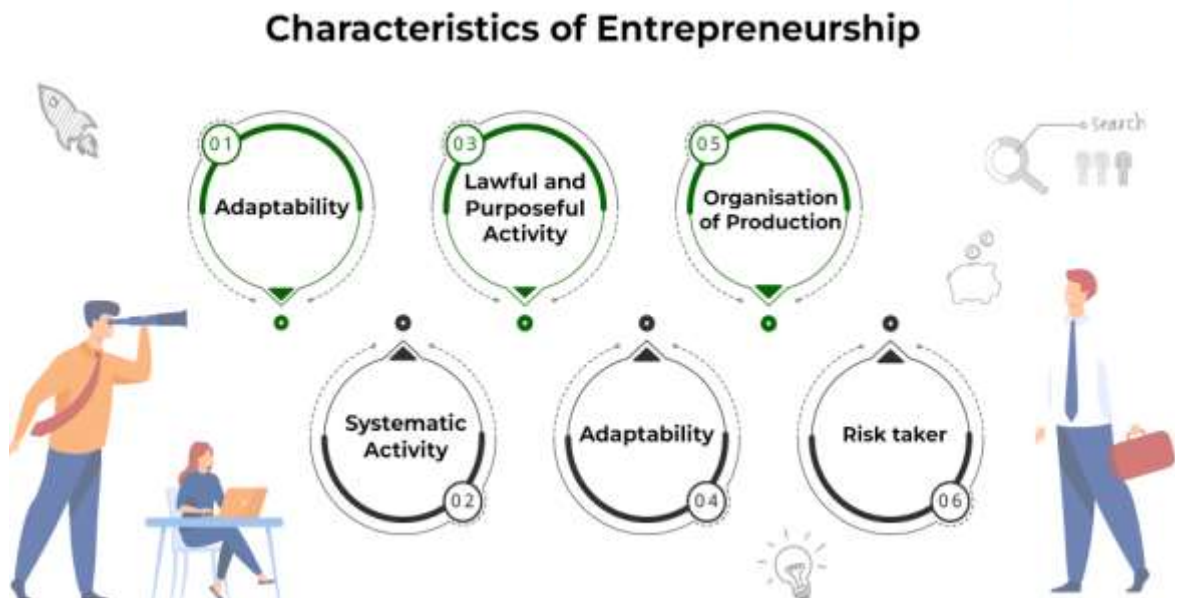 Characteristics of Entrepreneurship
search
01
Adaptability
03
Lawful and
Purposeful
Activity
05
Organisation
of Production
Systematic
Activity
02
Adaptability
04
Risk taker
06